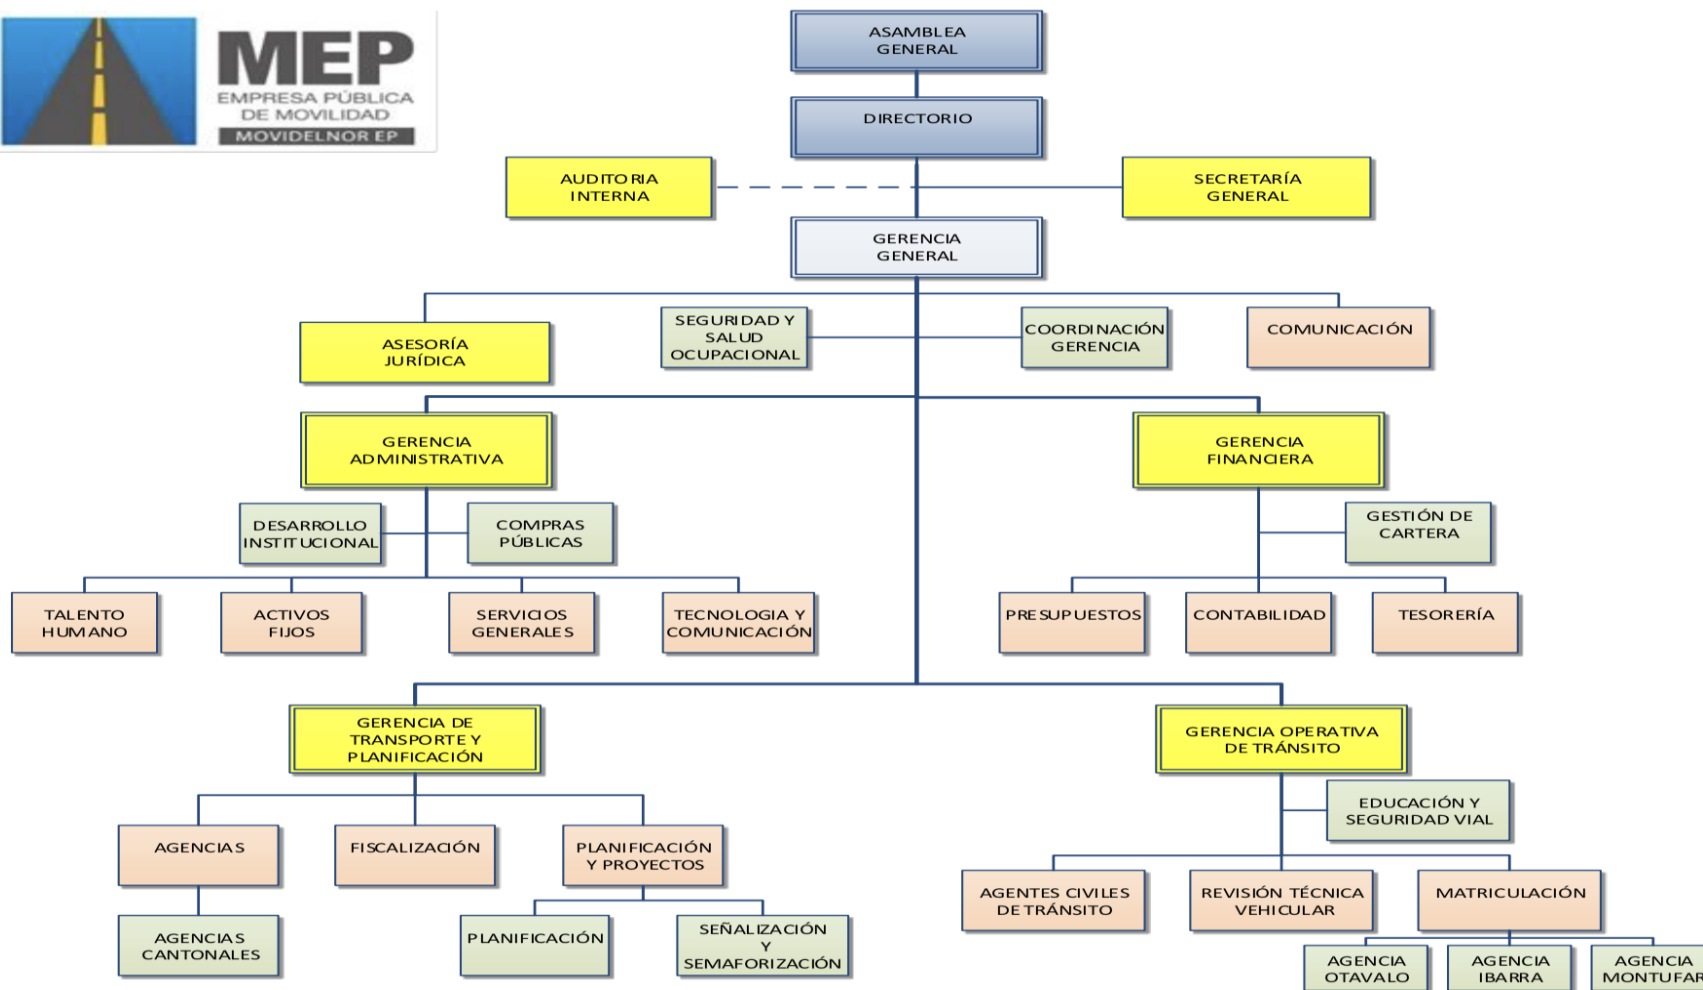 MEP
EMPRESA PÚBLICA
DE MOVILIDAD
MOVIDELNOR EP
ASAMBLEA
GENERAL
DIRECTORIO
AUDITORIA
INTERNA
SECRETARÍA
GENERAL
GERENCIA
GENERAL
ASESORÍA
JURÍDICA
SEGURIDAD Y
SALUD
OCUPACIONAL
COORDINACIÓN
GERENCIA
COMUNICACIÓN
GERENCIA
ADMINISTRATIVA
GERENCIA
FINANCIERA
DESARROLLO
INSTITUCIONAL
COMPRAS
PÚBLICAS
GESTIÓN DE
CARTERA
TALENTO
HUMANO
ACTIVOS
FIJOS
SERVICIOS
GENERALES
TECNOLOGIA Y
COMUNICACIÓN
PRESUPUESTOS
CONTABILIDAD
TESORERÍA
GERENCIA DE
TRANSPORTE Y
PLANIFICACIÓN
GERENCIA OPERATIVA
DE TRÁNSITO
EDUCACIÓN Y
SEGURIDAD VIAL
AGENCIAS
FISCALIZACIÓN
PLANIFICACIÓN
Y PROYECTOS
AGENTES CIVILES
DE TRÁNSITO
REVISIÓN TÉCNICA
VEHICULAR
MATRICULACIÓN
AGENCIAS
CANTONALES
PLANIFICACIÓN
SEÑALIZACIÓN
Y
SEMAFORIZACIÓN
AGENCIA
OTAVALO
AGENCIA
IBARRA
AGENCIA
MONTUFAR